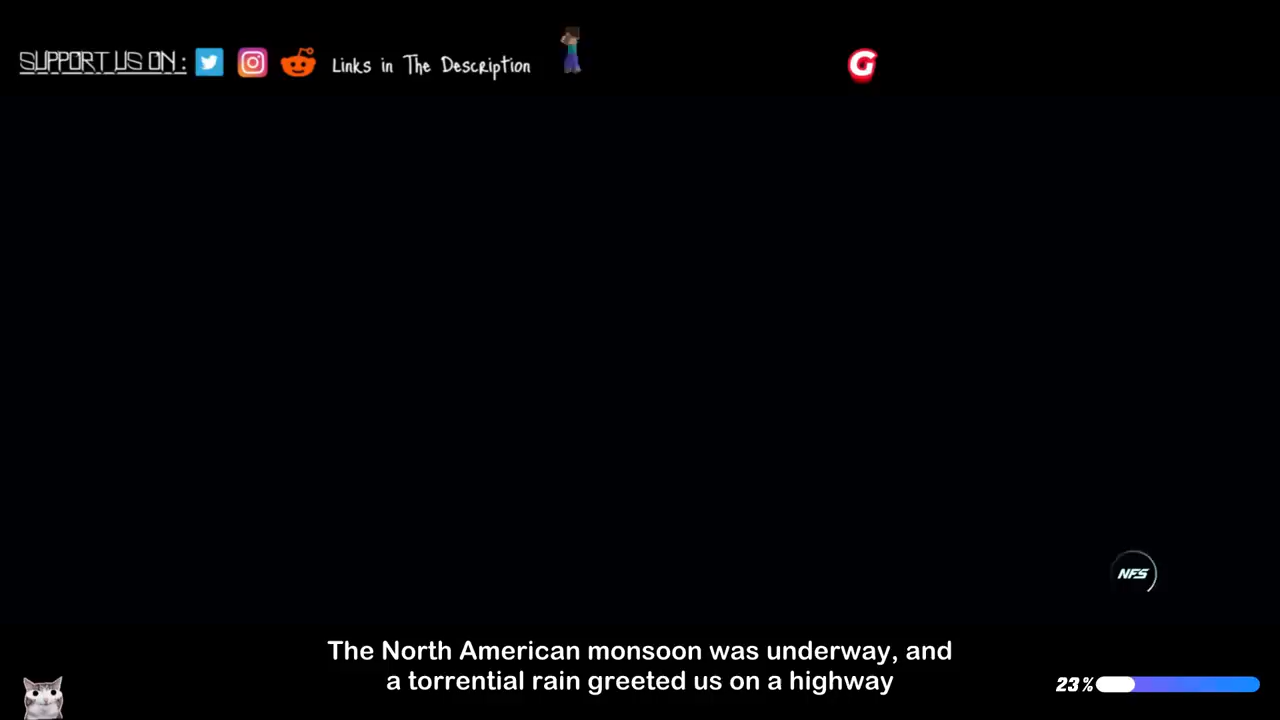 SUPPORT US ON :
Links in The Description
G
NFS
The North American monsoon was underway, and
a torrential rain greeted us on a highway
23%